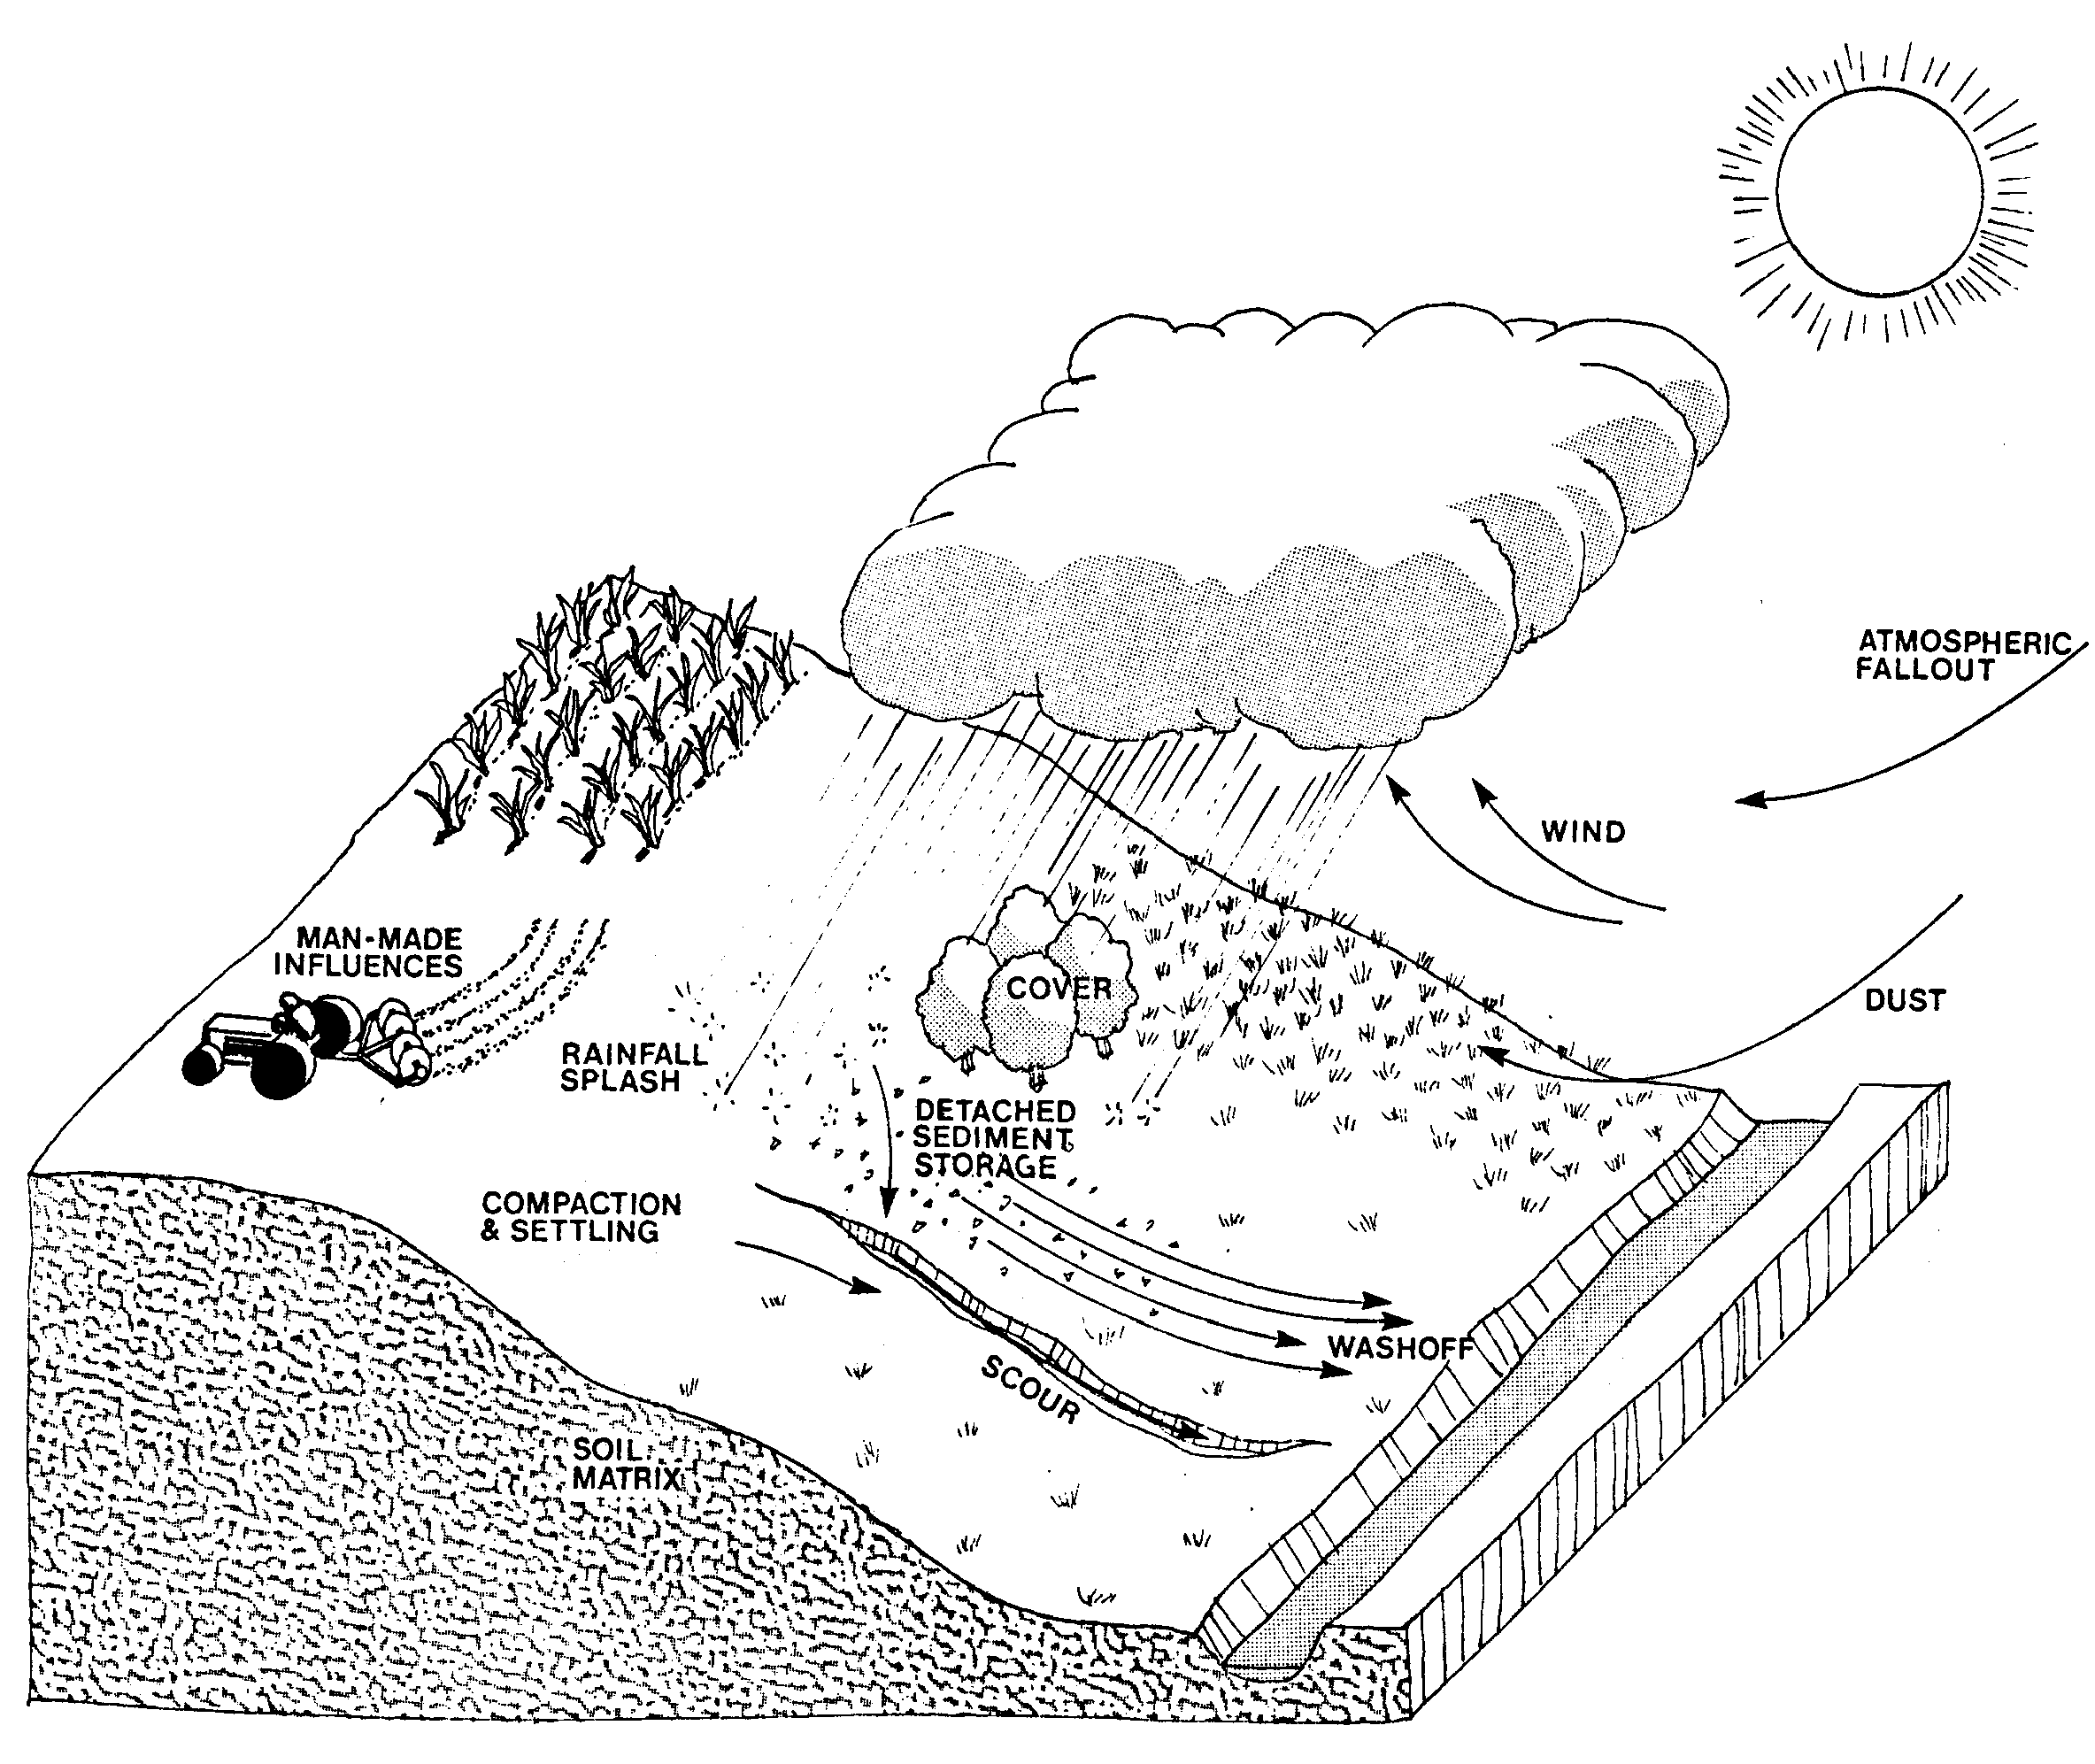 ATMOSPHERIC
FALLOUT
WIND
MAN-MADE
INFLUENCES
COVER
DUST
RAINFALL
SPLASH
DETACHED
SEDIMENT
STORAGE
COMPACTION
& SETTLING
WASHOFF
SCOUR
SOIL
MATRIX